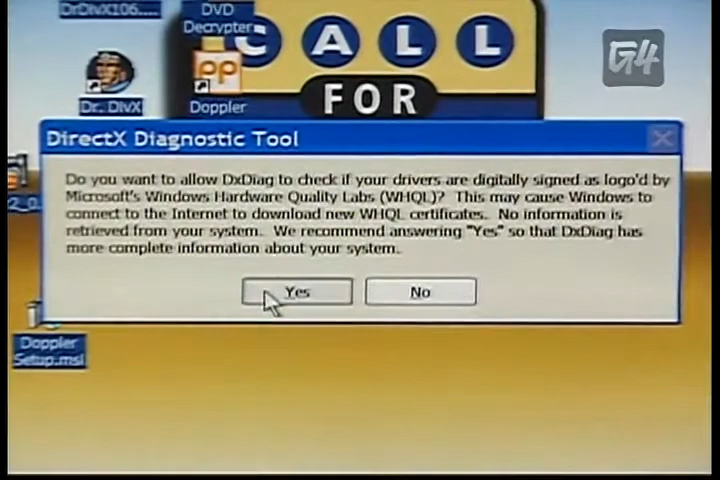 DrDivX106....
DVD
Decrypter
CALL
G4
Dr. DivX
Doppler
FOR
DirectX Diagnostic Tool
Do you want to allow DxDiag to check if your drivers are digitally signed as logo'd by
Microsoft's Windows Hardware Quality Labs (WHQL)? This may cause Windows to
connect to the Internet to download new WHQL certificates. No information is
retrieved from your system. We recommend answering "Yes" so that DxDiag has
more complete information about your system.
Yes
No
Doppler
Setup.msi